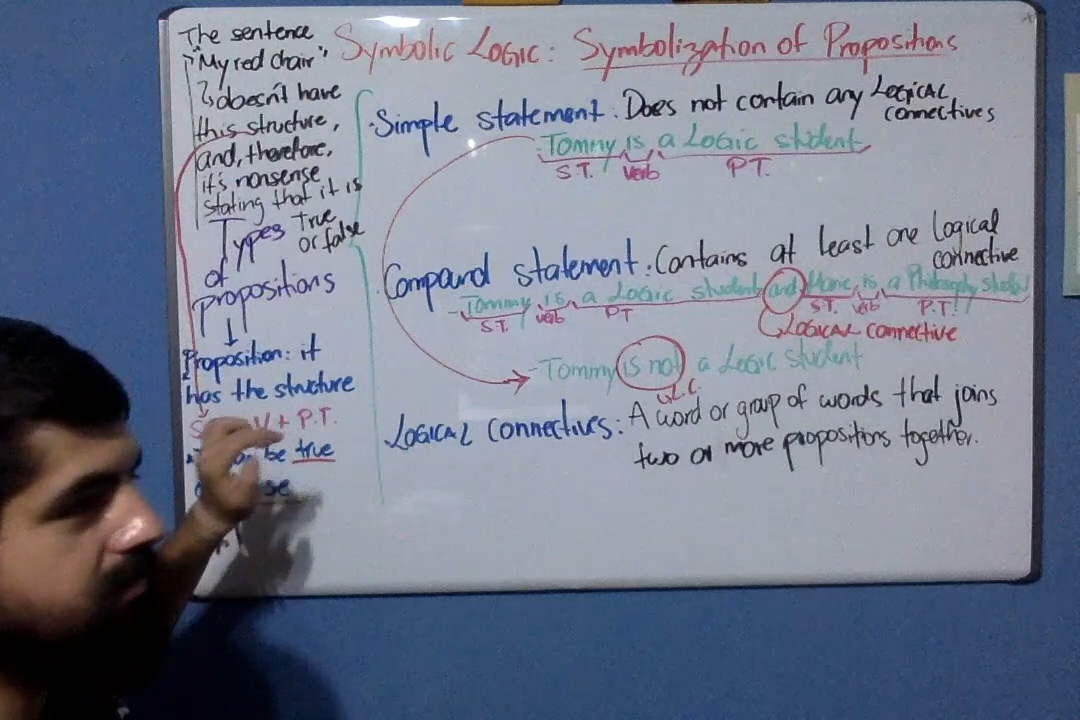 The sentence
"My red chair"
doesn't have
this structure,
and, therefore,
it's nonsense
stating that it is
True
or false
Types
of
propositions
Proposition: it
has the structure
V + P.T.
be true
Symbolic Logic: Symbolization of Propositions
Simple statement: Does not contain any LOGICAL
connectives
Tommy is a Logic student
S.T. verb P.T.
Compound statement: Contains at least one logical
connective
- Tommy is a Logic student and is a Philosophy
S.T. verb P.T S.T. verb P.T.
LOGICAL connective
- Tommy is not a Logic student
L.C.
LOGICAL CONNECTIVES: A word or group of words that joins
two or more propositions together.